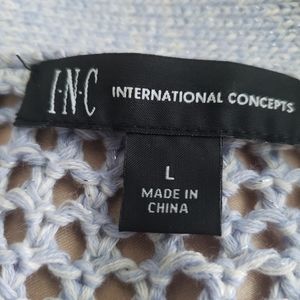 I·N·C INTERNATIONAL CONCEPTS
L
MADE IN
CHINA